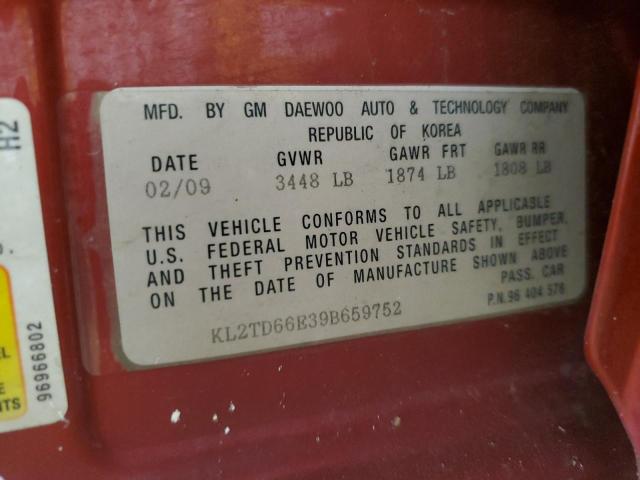 MFD. BY GM DAEWOO AUTO & TECHNOLOGY COMPANY
REPUBLIC OF KOREA
DATE GVWR GAWR FRT GAWR RR
02/09 3448 LB 1874 LB 1808 LB
THIS VEHICLE CONFORMS TO ALL APPLICABLE
U.S. FEDERAL MOTOR VEHICLE SAFETY, BUMPER,
AND THEFT PREVENTION STANDARDS IN EFFECT
ON THE DATE OF MANUFACTURE SHOWN ABOVE
PASS. CAR
P.N.96 404 576
KL2TD66E39B659752
H2
96966802